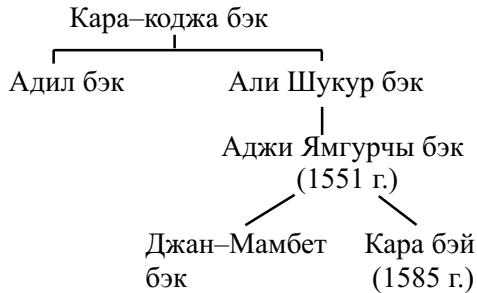 Кара–коджа бэк
Адил бэк
Али Шукур бэк
Аджи Ямгурчы бэк
(1551 г.)
Джан–Мамбет
бэк
Кара бэй
(1585 г.)